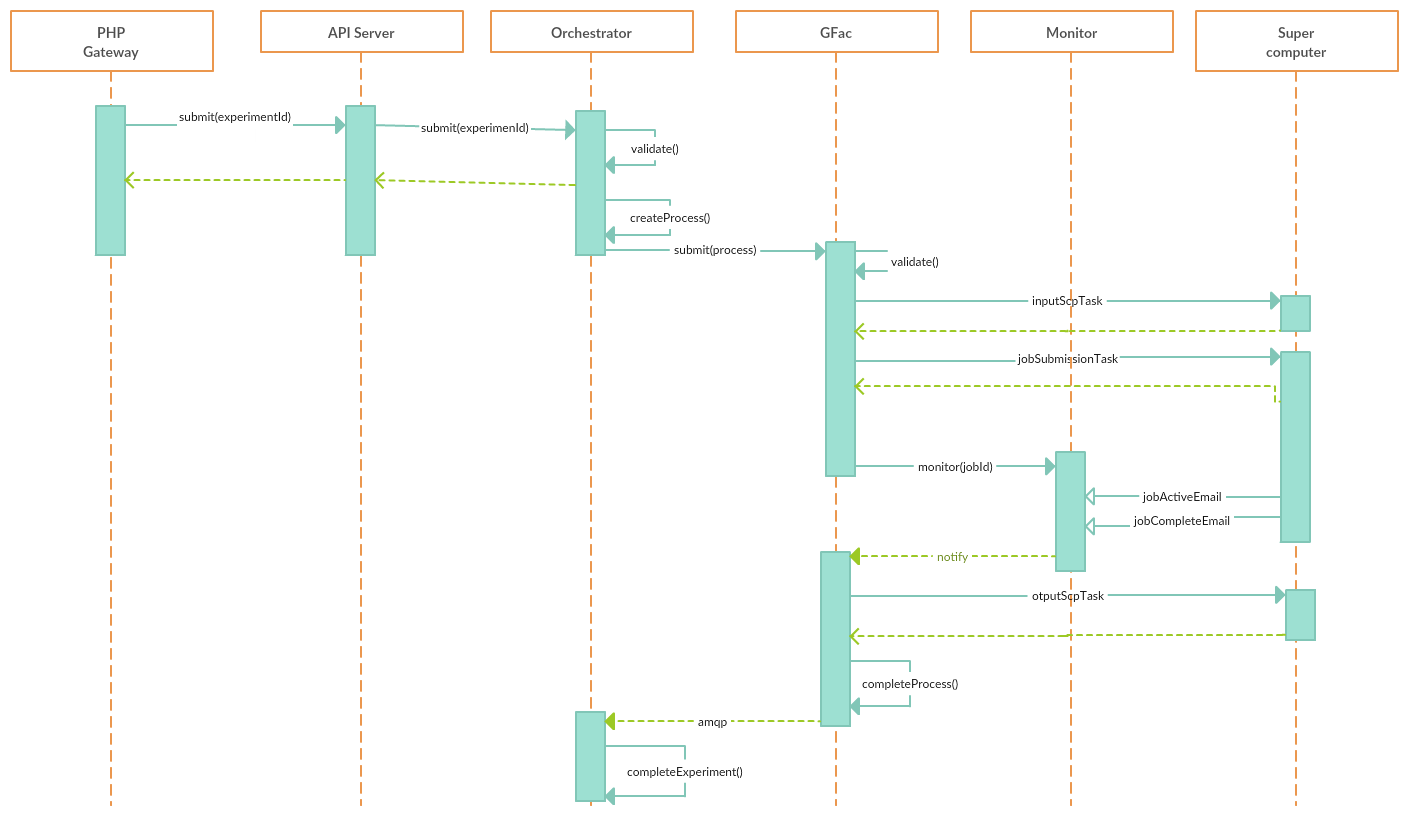 PHP
Gateway
API Server
Orchestrator
GFac
Monitor
Super
computer
submit(experimentId)
submit(experimenId)
validate()
createProcess()
submit(process)
validate()
inputScpTask
jobSubmissionTask
monitor(jobId)
jobActiveEmail
jobCompleteEmail
notify
otputScpTask
completeProcess()
amqp
completeExperiment()